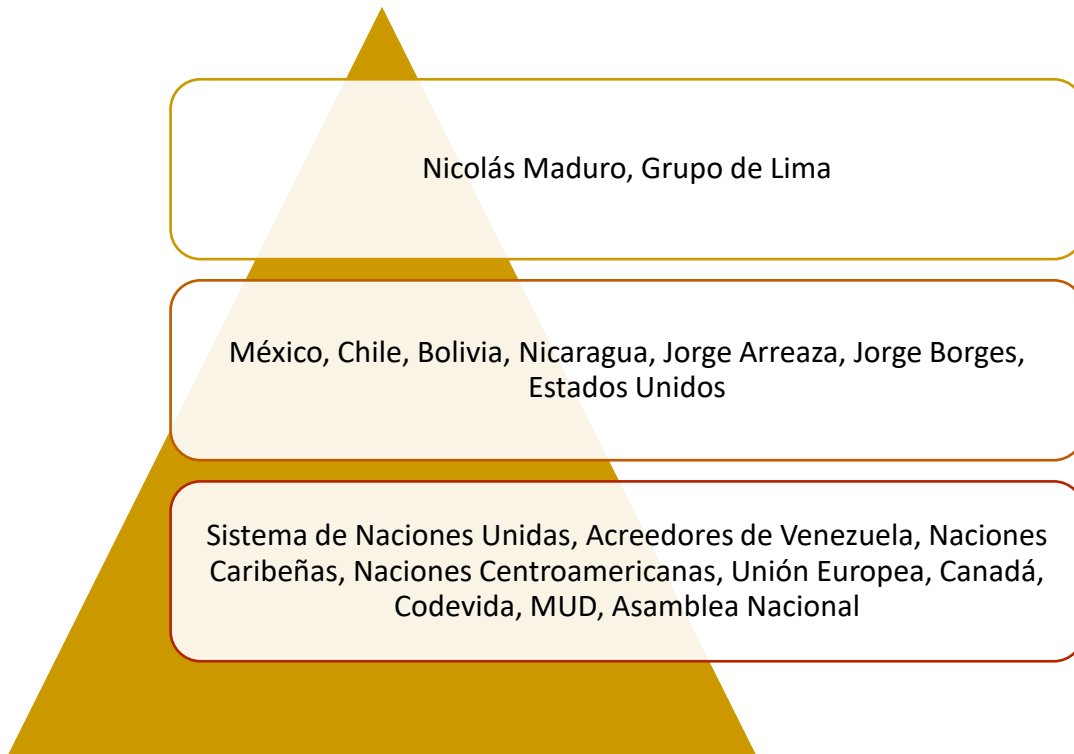 Nicolás Maduro, Grupo de Lima
México, Chile, Bolivia, Nicaragua, Jorge Arreaza, Jorge Borges,
Estados Unidos
Sistema de Naciones Unidas, Acreedores de Venezuela, Naciones
Caribeñas, Naciones Centroamericanas, Unión Europea, Canadá,
Codevida, MUD, Asamblea Nacional